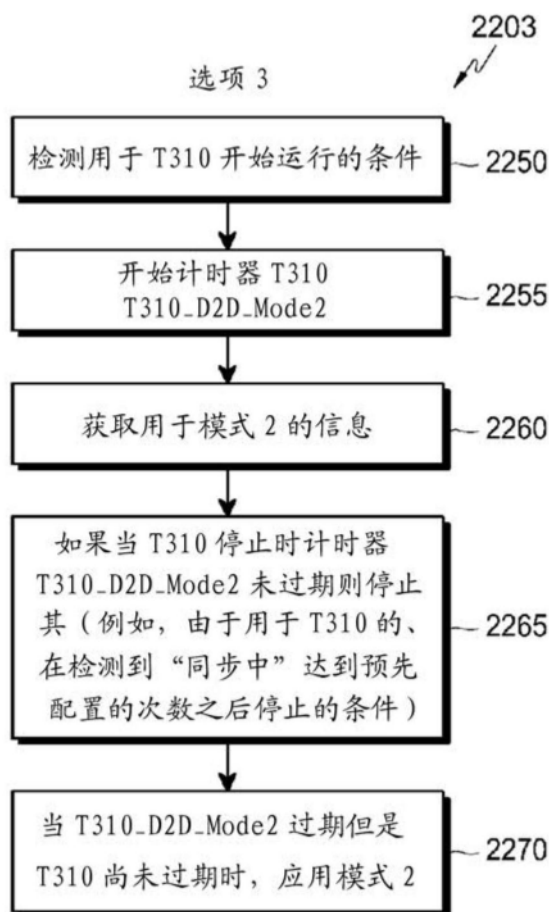 2203
选项 3
检测用于 T310 开始运行的条件
2250
开始计时器 T310
T310_D2D_Mode2
2255
获取用于模式 2 的信息
2260
如果当 T310 停止时计时器
T310_D2D_Mode2 未过期则停止
其（例如，由于用于 T310 的、
在检测到“同步中”达到预先
配置的次数之后停止的条件）
2265
当 T310_D2D_Mode2 过期但是
T310 尚未过期时，应用模式 2
2270